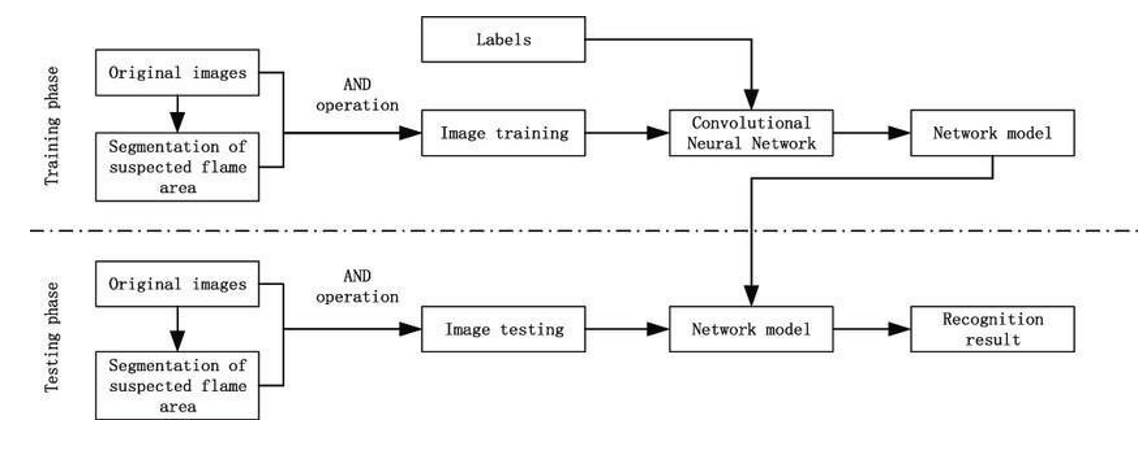 Training phase
Original images
Segmentation of
suspected flame
area
AND
operation
Labels
Image training
Convolutional
Neural Network
Network model
Testing phase
Original images
Segmentation of
suspected flame
area
AND
operation
Image testing
Network model
Recognition
result